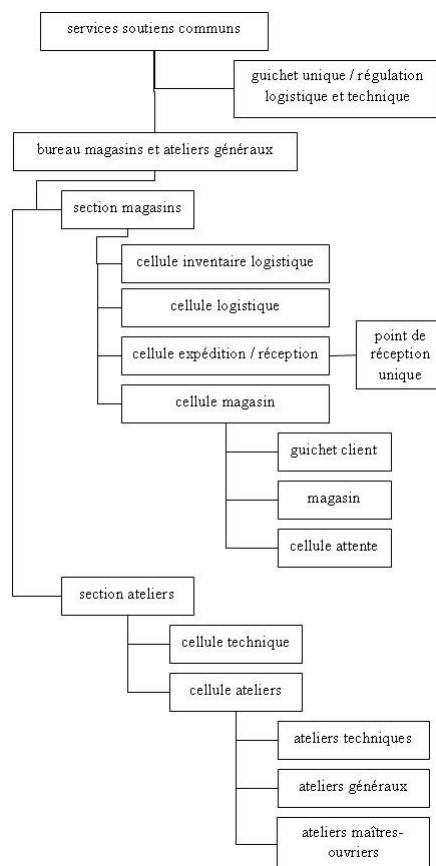 services soutiens communs
guichet unique / régulation
logistique et technique
bureau magasins et ateliers généraux
section magasins
cellule inventaire logistique
cellule logistique
cellule expédition / réception
point de
réception
unique
cellule magasin
guichet client
magasin
cellule attente
section ateliers
cellule technique
cellule ateliers
ateliers techniques
ateliers généraux
ateliers maîtres-
ouvriers